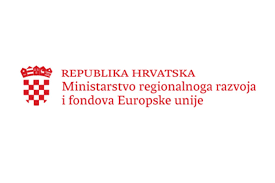 REPUBLIKA HRVATSKA
Ministarstvo regionalnoga razvoja
i fondova Europske unije